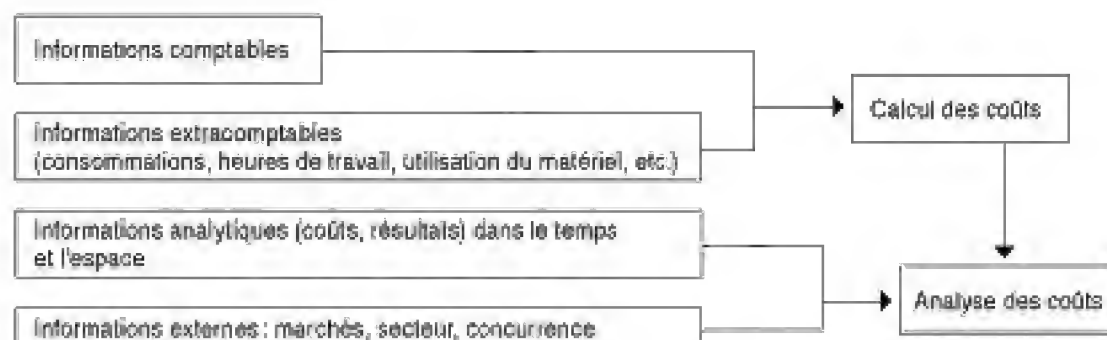 Informations comptables
Calcul des coûts
Informations extracomptables
(consommations, heures de travail, utilisation du matériel, etc.)
Informations analytiques (coûts, résultats) dans le temps
et l'espace
Analyse des coûts
Informations externes : marchés, secteur, concurrence